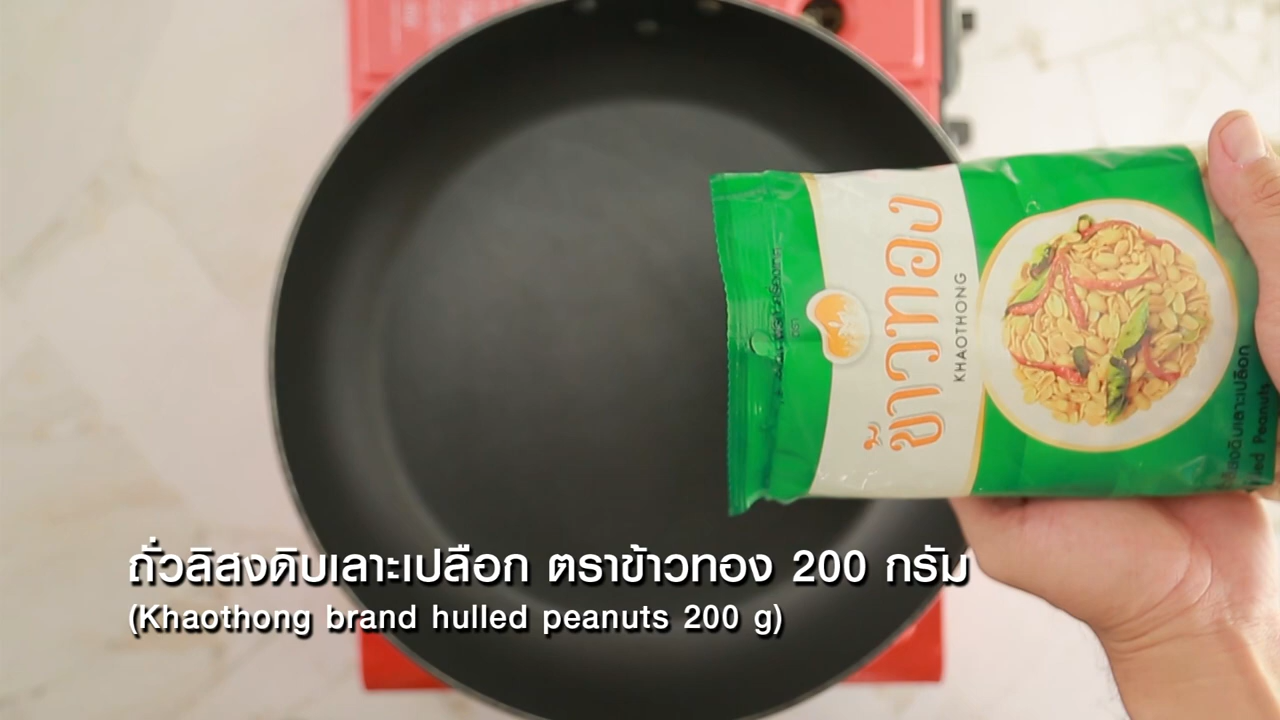 ข้าวทอง
KHAOTHONG
ถั่วลิสงดิบเลาะเปลือก ตราข้าวทอง 200 กรัม
(Khaothong brand hulled peanuts 200 g)